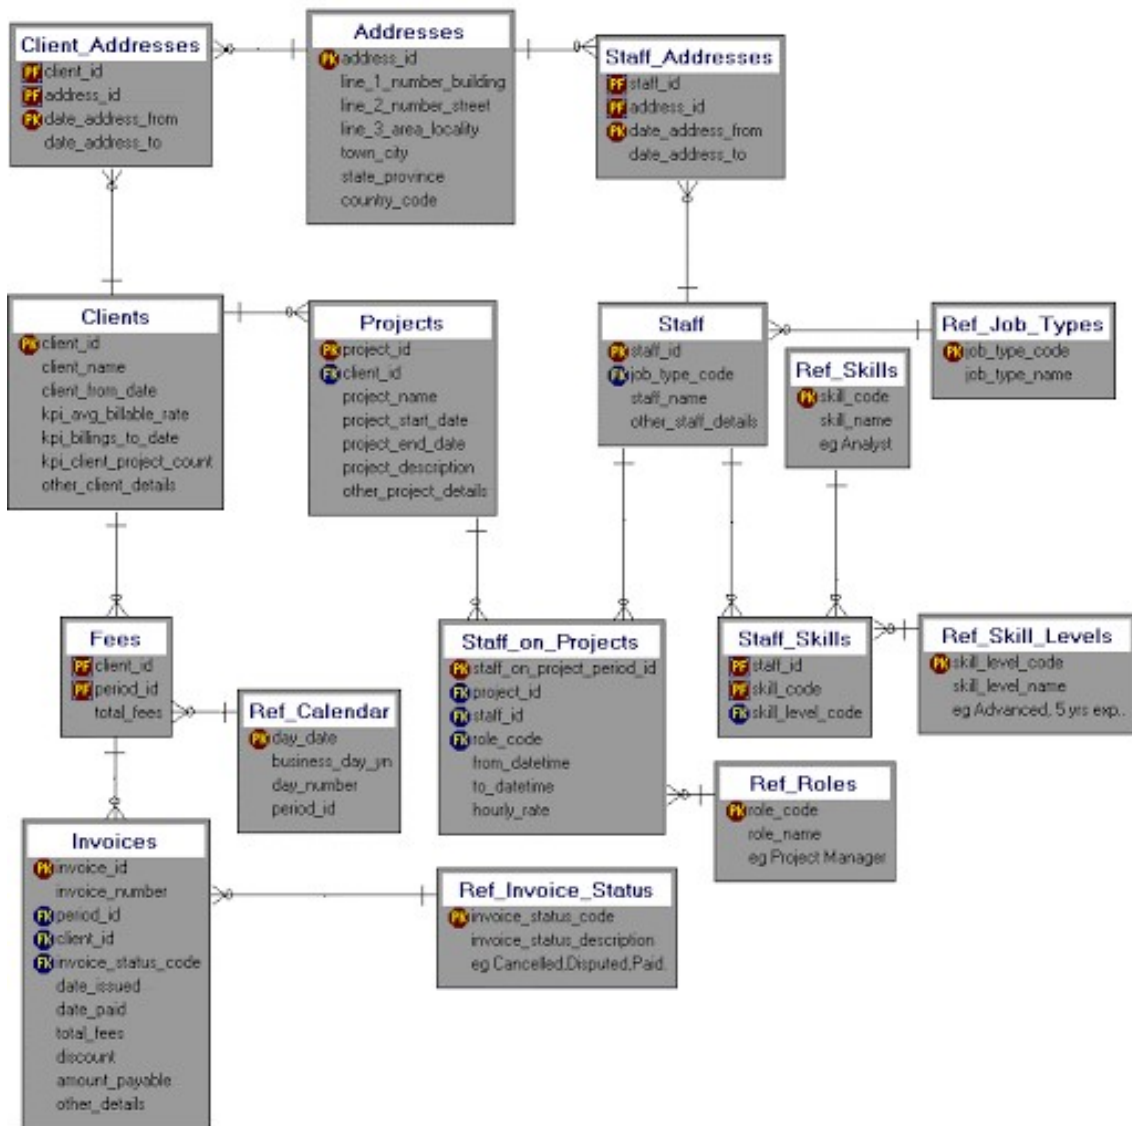 Client_Addresses
PF client_id
PF address_id
PK date_address_from
date_address_to
Addresses
PK address_id
line_1_number_building
line_2_number_street
line_3_area_locality
town_city
state_province
country_code
Staff_Addresses
PF staff_id
PF address_id
PK date_address_from
date_address_to
Clients
PK client_id
client_name
client_from_date
kpi_avg_billable_rate
kpi_billings_to_date
kpi_client_project_count
other_client_details
Projects
PK project_id
FK client_id
project_name
project_start_date
project_end_date
project_description
other_project_details
Staff
PK staff_id
FK job_type_code
staff_name
other_staff_details
Ref_Job_Types
PK job_type_code
job_type_name
Ref_Skills
PK skill_code
skill_name
eg Analyst
Fees
PF client_id
PF period_id
total_fees
Ref_Calendar
PK day_date
business_day_yn
day_number
period_id
Staff_on_Projects
PK staff_on_project_period_id
FK project_id
FK staff_id
FK role_code
from_datetime
to_datetime
hourly_rate
Staff_Skills
PF staff_id
PF skill_code
FK skill_level_code
Ref_Skill_Levels
PK skill_level_code
skill_level_name
eg Advanced, 5 yrs exp..
Ref_Roles
PK role_code
role_name
eg Project Manager
Invoices
PK invoice_id
invoice_number
FK period_id
FK client_id
FK invoice_status_code
date_issued
date_paid
total_fees
discount
amount_payable
other_details
Ref_Invoice_Status
PK invoice_status_code
invoice_status_description
eg Cancelled,Disputed,Paid.